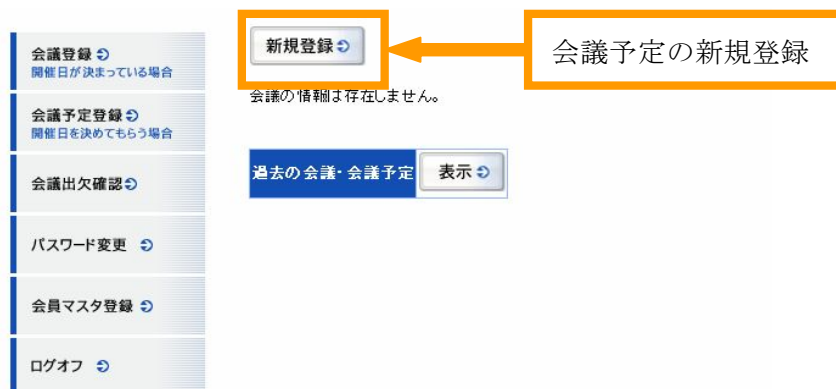 会議登録
開催日が決まっている場合
会議予定登録
開催日を決めてもらう場合
会議出欠確認
パスワード変更
会員マスタ登録
ログオフ
新規登録
会議予定の新規登録
会議の情報は存在しません。
過去の会議・会議予定 表示